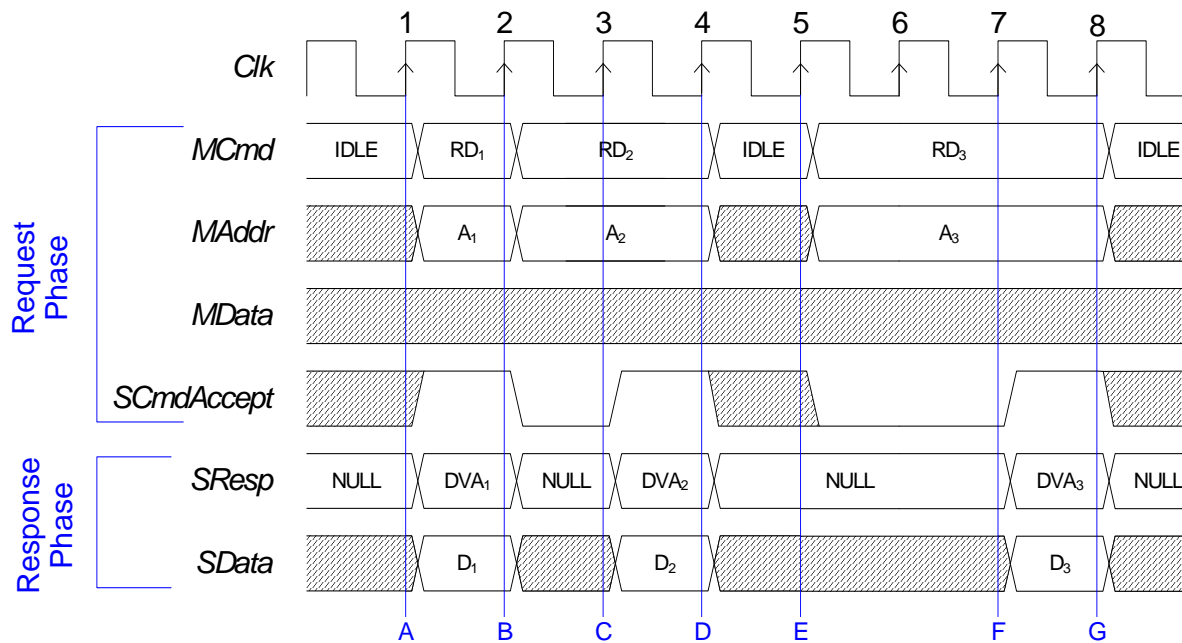 1 2 3 4 5 6 7 8
Clk
MCmd IDLE RD₁ RD₂ IDLE RD₃ IDLE
MAddr A₁ A₂ A₃
Request
Phase
MData
SCmdAccept
SResp NULL DVA₁ NULL DVA₂ NULL DVA₃ NULL
Response
Phase
SData D₁ D₂ D₃
A B C D E F G